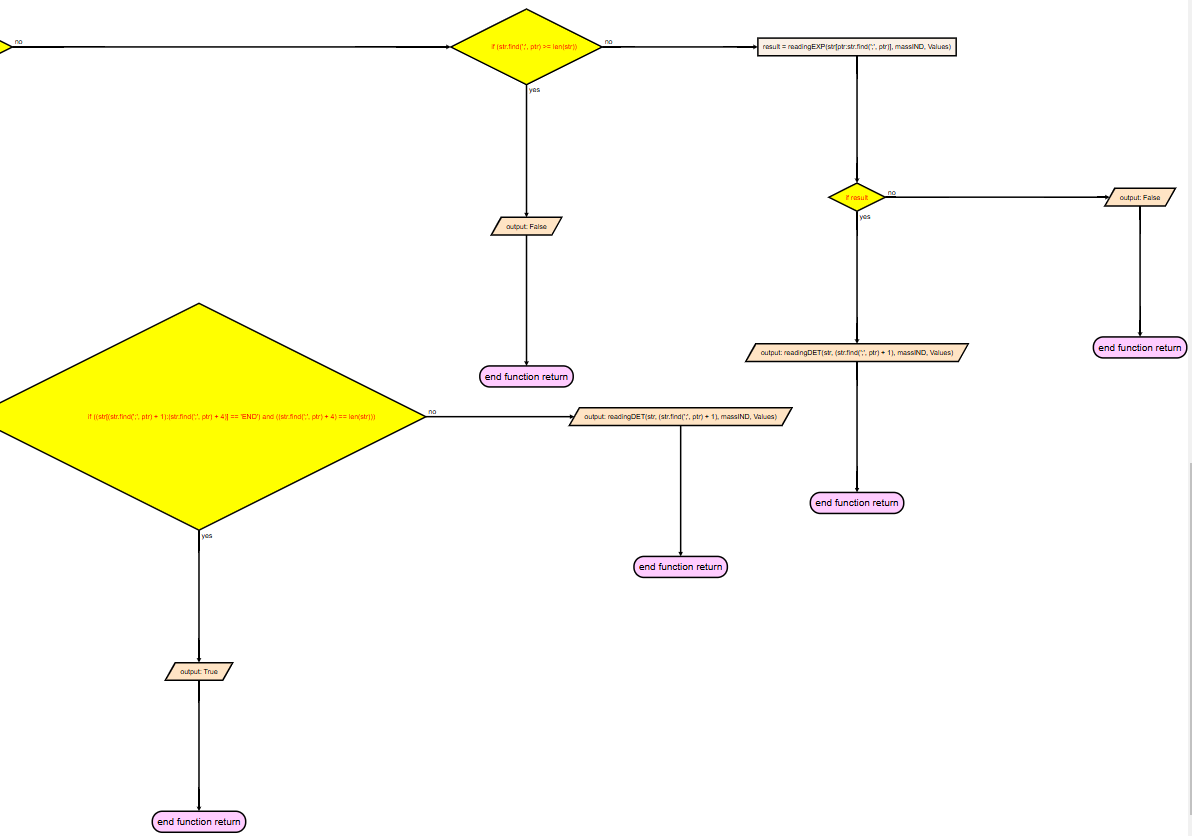 no
if (str.find(';', ptr) >= len(str))
no
result = readingEXP(str[ptr:str.find(';', ptr)], massIND, Values)
yes
if result
no
output: False
yes
output: False
end function return
output: readingDET(str, (str.find(';', ptr) + 1), massIND, Values)
end function return
if ((str[(str.find(';', ptr) + 1):(str.find(';', ptr) + 4)] == 'END') and ((str.find(';', ptr) + 4) == len(str)))
no
output: readingDET(str, (str.find(';', ptr) + 1), massIND, Values)
end function return
yes
end function return
output: True
end function return